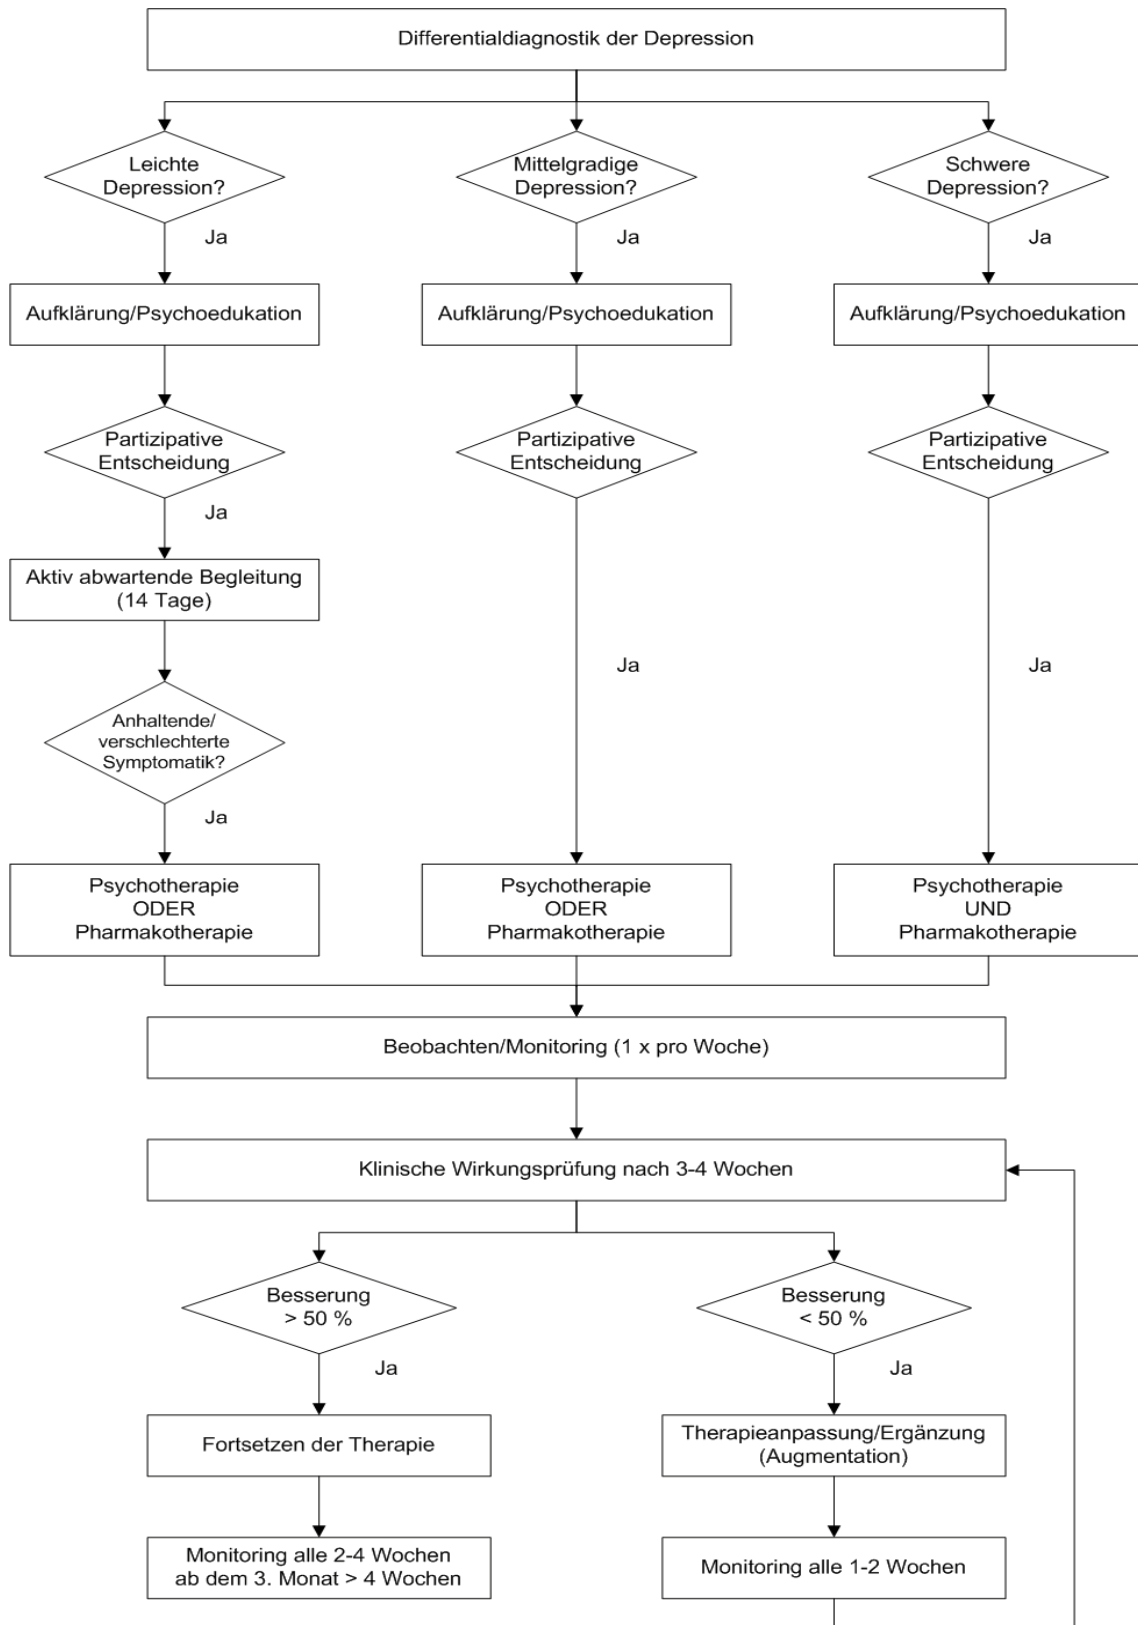 Differentialdiagnostik der Depression
Leichte
Depression?
Mittelgradige
Depression?
Schwere
Depression?
Ja
Ja
Ja
Aufklärung/Psychoedukation
Aufklärung/Psychoedukation
Aufklärung/Psychoedukation
Partizipative
Entscheidung
Partizipative
Entscheidung
Partizipative
Entscheidung
Ja
Aktiv abwartende Begleitung
(14 Tage)
Ja
Ja
Anhaltende/
verschlechterte
Symptomatik?
Ja
Psychotherapie
ODER
Pharmakotherapie
Psychotherapie
ODER
Pharmakotherapie
Psychotherapie
UND
Pharmakotherapie
Beobachten/Monitoring (1 x pro Woche)
Klinische Wirkungsprüfung nach 3-4 Wochen
Besserung
> 50 %
Besserung
< 50 %
Ja
Ja
Fortsetzen der Therapie
Therapieanpassung/Ergänzung
(Augmentation)
Monitoring alle 2-4 Wochen
ab dem 3. Monat > 4 Wochen
Monitoring alle 1-2 Wochen